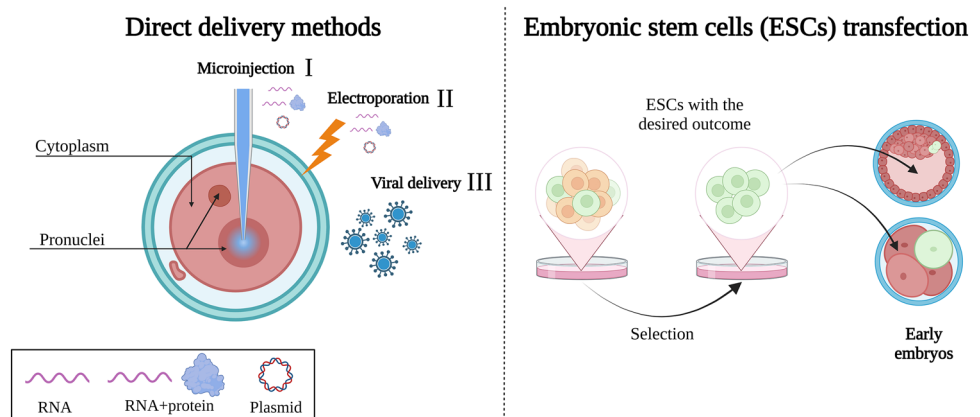 Direct delivery methods
Microinjection I
Electroporation II
Cytoplasm
Viral delivery III
Pronuclei
RNA
RNA+protein
Plasmid
Embryonic stem cells (ESCs) transfection
ESCs with the
desired outcome
Selection
Early
embryos